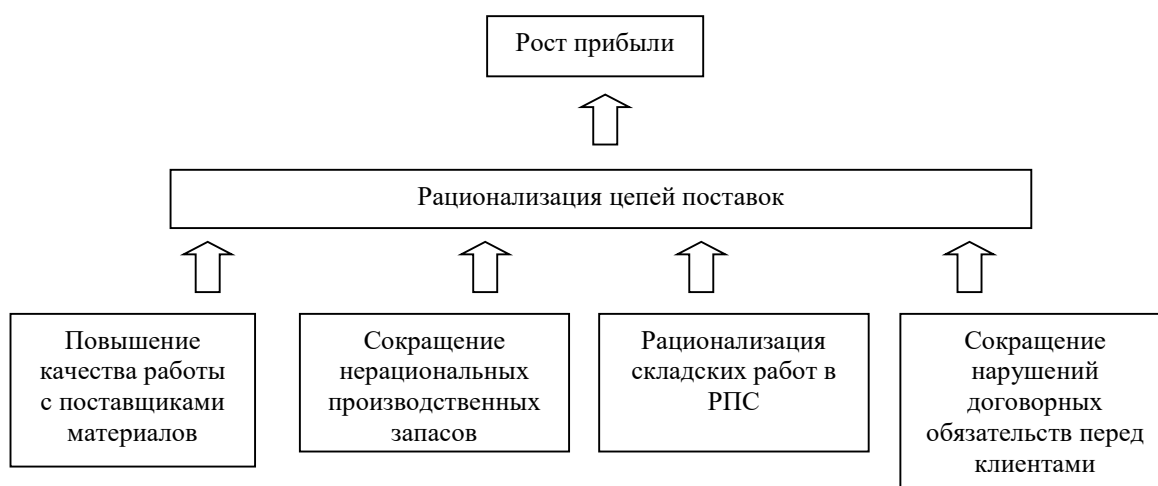 Рост прибыли
Рационализация цепей поставок
Повышение
качества работы
с поставщиками
материалов
Сокращение
нерациональных
производственных
запасов
Рационализация
складских работ в
РПС
Сокращение
нарушений
договорных
обязательств перед
клиентами